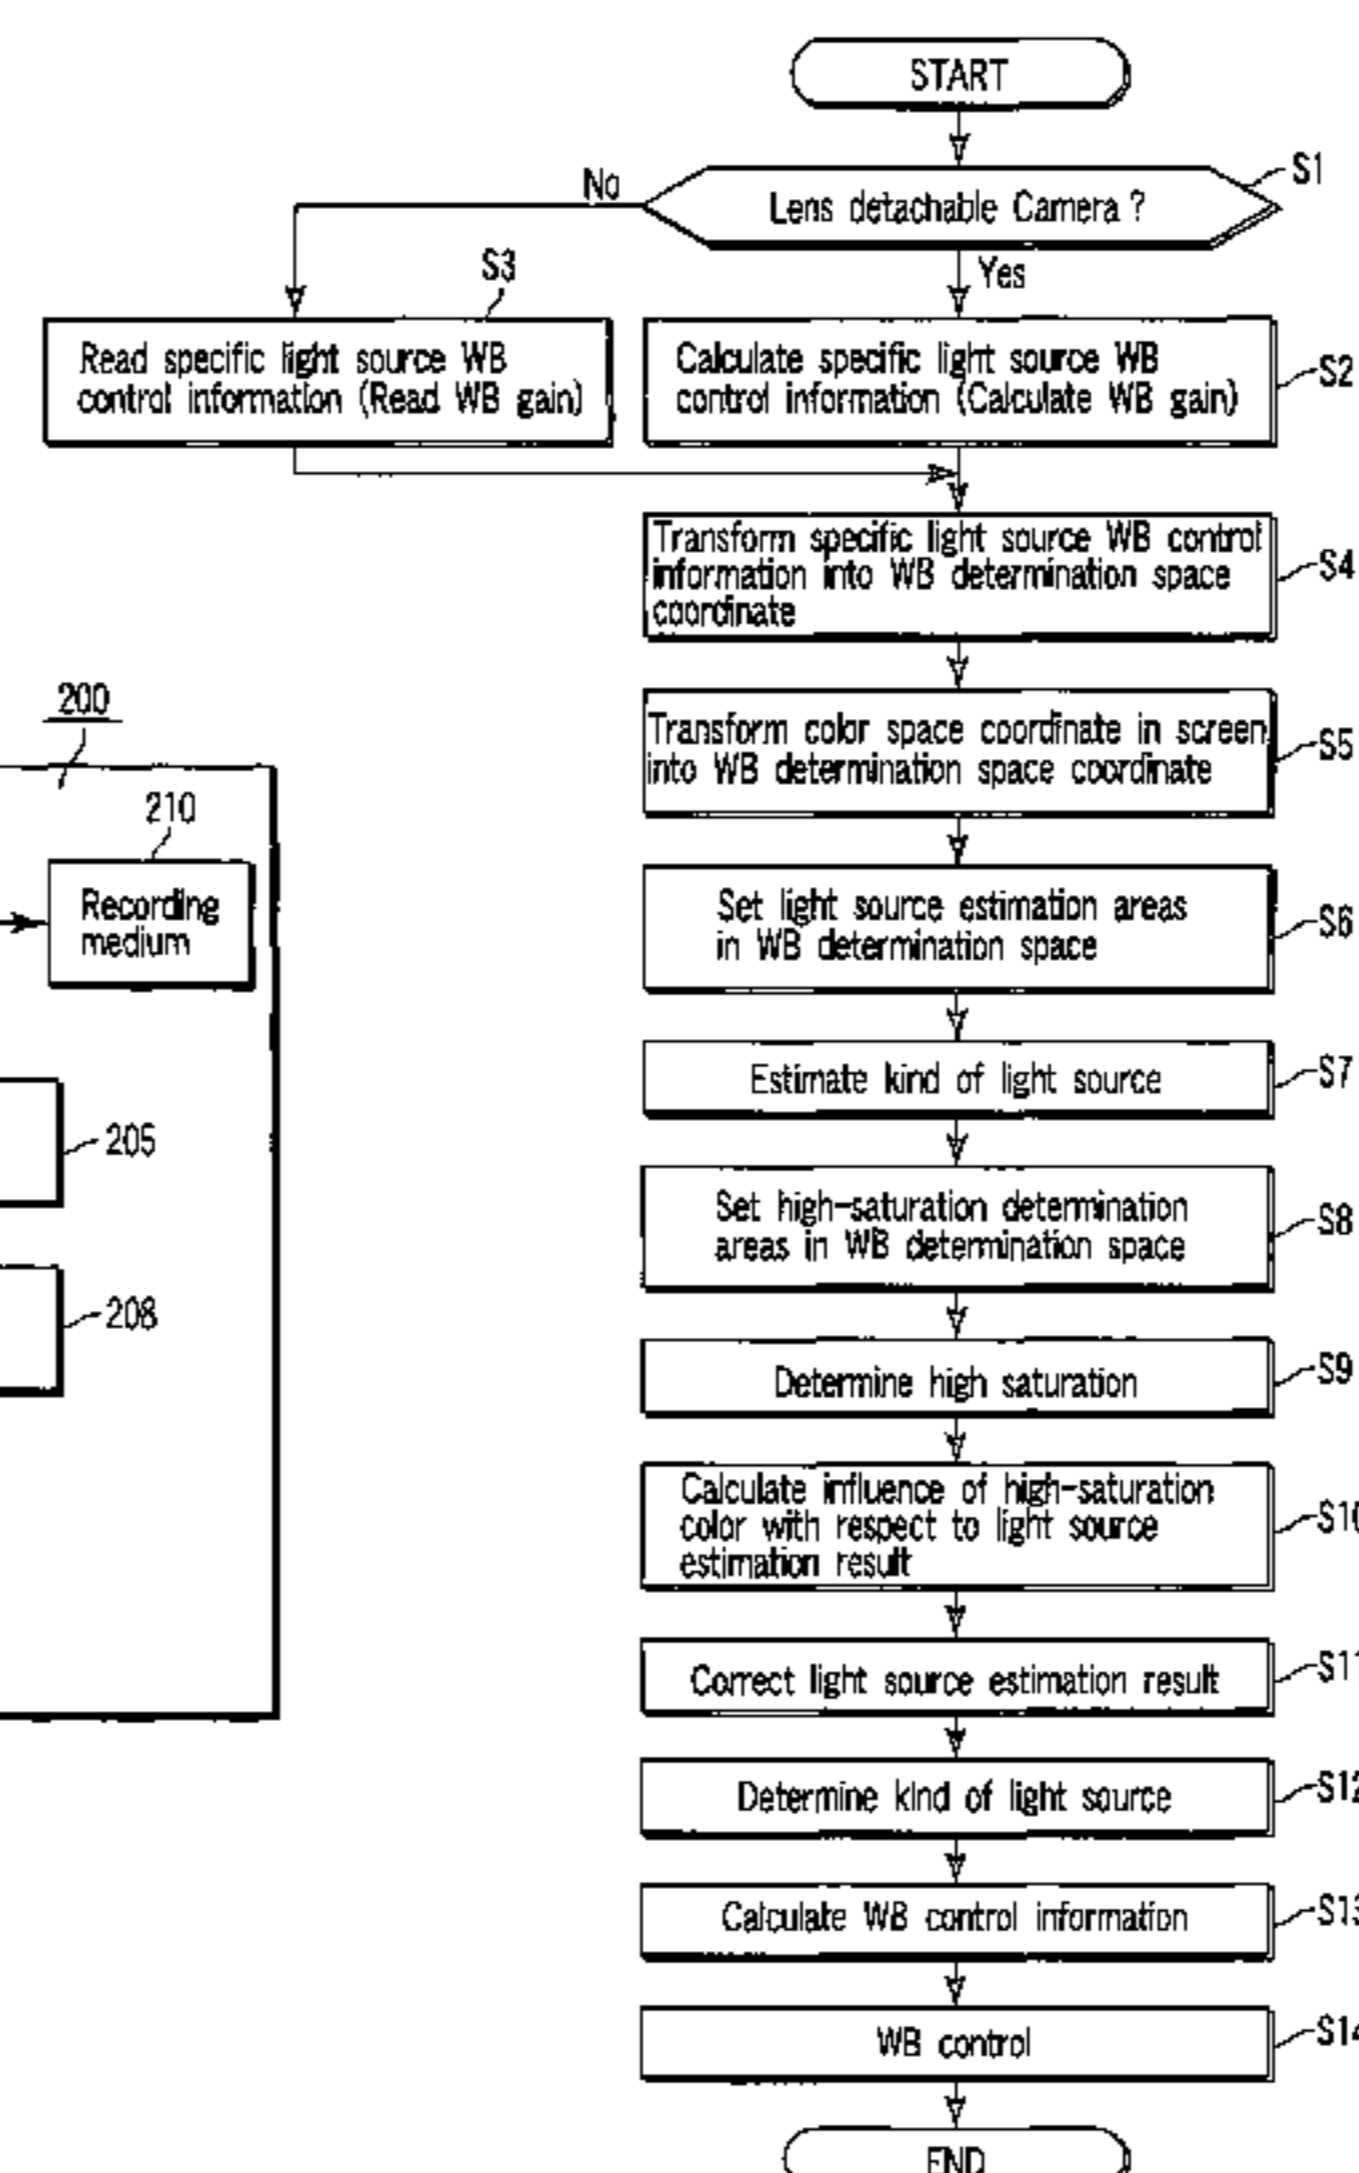 START
Lens detachable Camera ?
S1
No
Yes
S3
Read specific light source WB
control information (Read WB gain)
Calculate specific light source WB
control information (Calculate WB gain)
S2
Transform specific light source WB control
information into WB determination space
coordinate
S4
Transform color space coordinate in screen
into WB determination space coordinate
S5
Set light source estimation areas
in WB determination space
S6
Estimate kind of light source
S7
Set high-saturation determination
areas in WB determination space
S8
Determine high saturation
S9
Calculate influence of high-saturation
color with respect to light source
estimation result
S10
Correct light source estimation result
S11
Determine kind of light source
S12
Calculate WB control information
S13
WB control
S14
END
200
210
Recording
medium
205
208